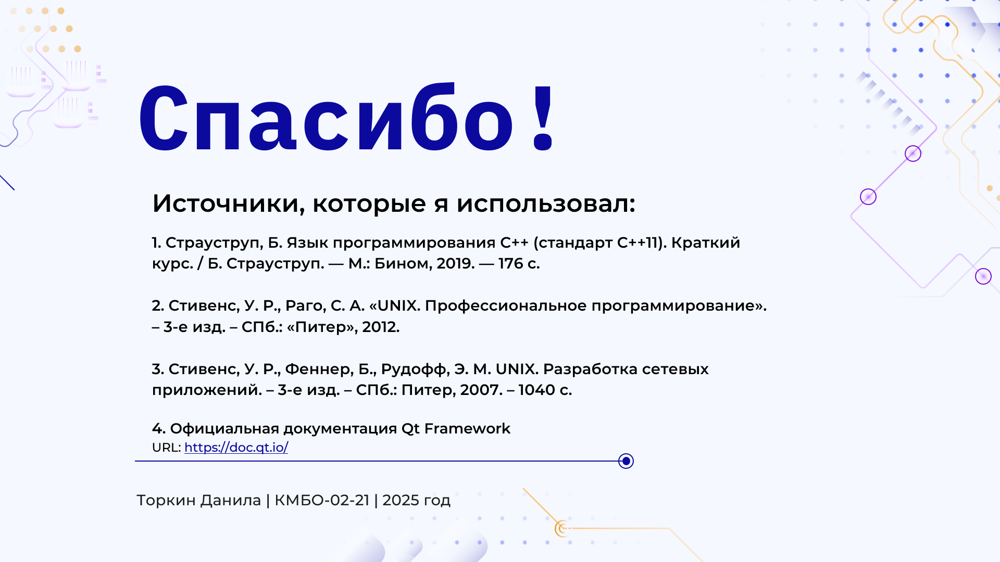 Спасибо!
Источники, которые я использовал:
1. Страуструп, Б. Язык программирования C++ (стандарт C++11). Краткий
курс. / Б. Страуструп. — М.: Бином, 2019. — 176 с.
2. Стивенс, У. Р., Раго, С. А. «UNIX. Профессиональное программирование».
– 3-е изд. – СПб.: «Питер», 2012.
3. Стивенс, У. Р., Феннер, Б., Рудофф, Э. М. UNIX. Разработка сетевых
приложений. – 3-е изд. – СПб.: Питер, 2007. – 1040 с.
4. Официальная документация Qt Framework
URL: https://doc.qt.io/
Торкин Данила | КМБО-02-21 | 2025 год